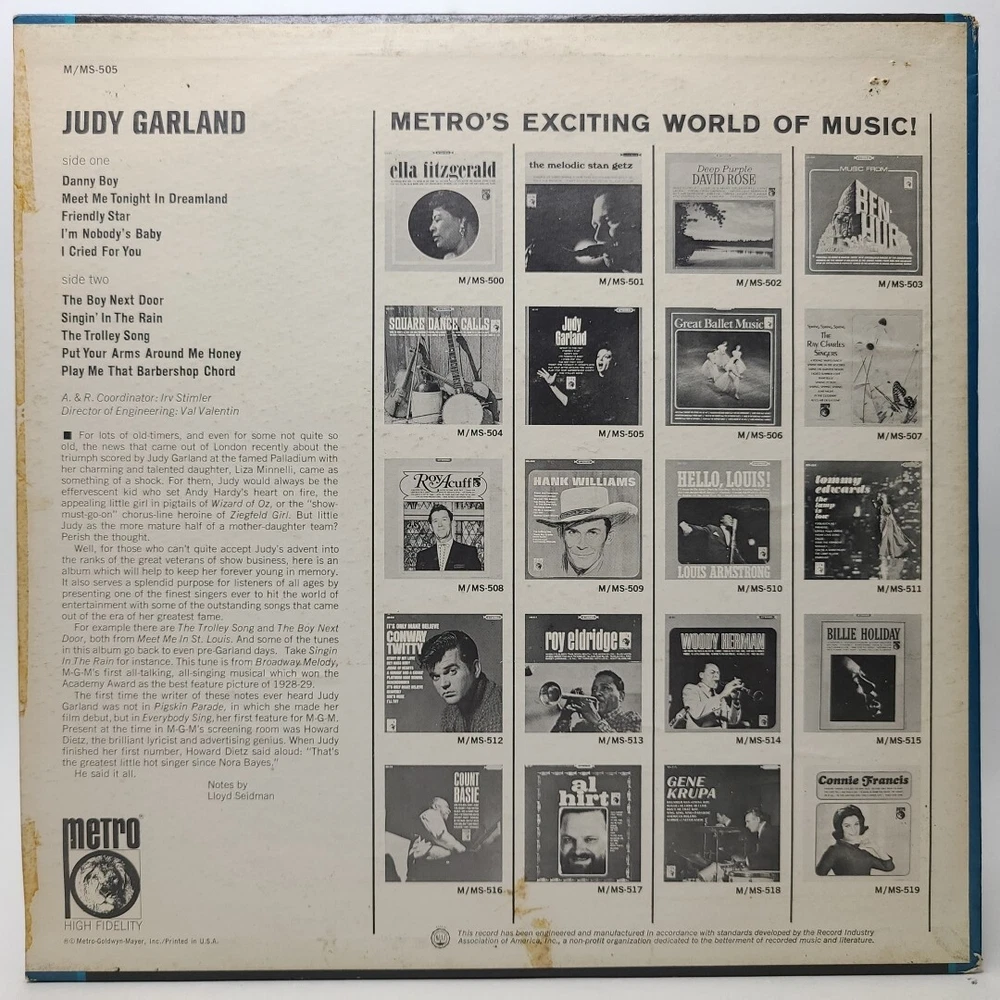 M/MS-505
JUDY GARLAND
side one
Danny Boy
Meet Me Tonight In Dreamland
Friendly Star
I'm Nobody's Baby
I Cried For You
side two
The Boy Next Door
Singin' In The Rain
The Trolley Song
Put Your Arms Around Me Honey
Play Me That Barbershop Chord
A. & R. Coordinator: Irv Stimler
Director of Engineering: Val Valentin
■ For lots of old-timers, and even for some not quite so
old, the news that came out of London recently about the
triumph scored by Judy Garland at the famed Palladium with
her charming and talented daughter, Liza Minnelli, came as
something of a shock. For them, Judy would always be the
effervescent kid who set Andy Hardy's heart on fire, the
appealing little girl in pigtails of Wizard of Oz, or the "show-
must-go-on" chorus-line heroine of Ziegfeld Girl. But little
Judy as the more mature half of a mother-daughter team?
Perish the thought.
Well, for those who can't quite accept Judy's advent into
the ranks of the great veterans of show business, here is an
album which will help to keep her forever young in memory.
It also serves a splendid purpose for listeners of all ages by
presenting one of the finest singers ever to hit the world of
entertainment with some of the outstanding songs that came
out of the era of her greatest fame.
For example there are The Trolley Song and The Boy Next
Door, both from Meet Me In St. Louis. And some of the tunes
in this album go back to even pre-Garland days. Take Singin
In The Rain for instance. This tune is from Broadway Melody,
M-G-M's first all-talking, all-singing musical which won the
Academy Award as the best feature picture of 1928-29.
The first time the writer of these notes ever heard Judy
Garland was not in Pigskin Parade, in which she made her
film debut, but in Everybody Sing, her first feature for M-G-M.
Present at the time in M-G-M's screening room was Howard
Dietz, the brilliant lyricist and advertising genius. When Judy
finished her first number, Howard Dietz said aloud: "That's
the greatest little hot singer since Nora Bayes."
He said it all.
Notes by
Lloyd Seidman
metro
HIGH FIDELITY
Metro-Goldwyn-Mayer, Inc./Printed in U.S.A.
METRO'S EXCITING WORLD OF MUSIC!
ella fitzgerald
the melodic stan getz
Deep Purple
DAVID ROSE
MUSIC FROM
BEN-HUR
M/MS-500
M/MS-501
M/MS-502
M/MS-503
SQUARE DANCE CALLS
Judy
Garland
Great Ballet Music
Spring, Spring, Spring
The
Ray Charles
Singers
M/MS-504
M/MS-505
M/MS-506
M/MS-507
Roy Acuff
HANK WILLIAMS
HELLO, LOUIS!
LOUIS ARMSTRONG
tommy
edwards
the
lamp
is
low
M/MS-508
M/MS-509
M/MS-510
M/MS-511
IT'S ONLY MAKE BELIEVE
CONWAY
TWITTY
roy eldridge
WOODY HERMAN
BILLIE HOLIDAY
M/MS-512
M/MS-513
M/MS-514
M/MS-515
COUNT
BASIE
al
hirt
GENE
KRUPA
Connie Francis
M/MS-516
M/MS-517
M/MS-518
M/MS-519
This record has been engineered and manufactured in accordance with standards developed by the Record Industry
Association of America, Inc., a non-profit organization dedicated to the betterment of recorded music and literature.